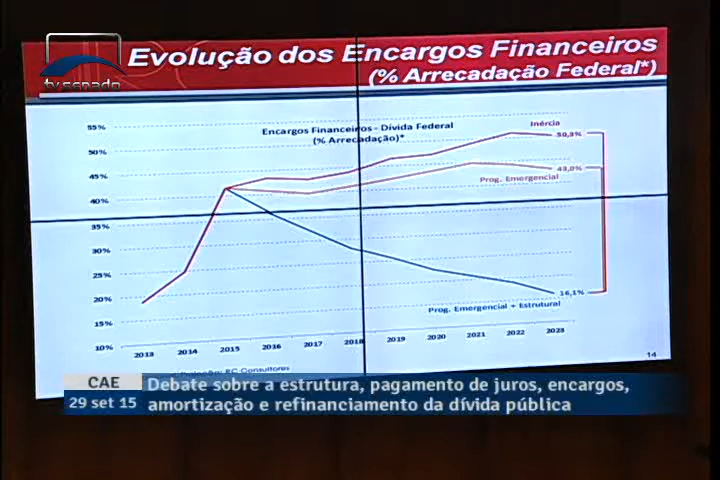 Evolução dos Encargos Financeiros
(% Arrecadação Federal*)
tv senado
Encargos Financeiros - Dívida Federal
(% Arrecadação)*
55%
50%
45%
40%
35%
30%
25%
20%
15%
10%
Inércia
50,3%
43,0%
Prog. Emergencial
16,1%
Prog. Emergencial + Estrutural
2013 2014 2015 2016 2017 2018 2019 2020 2021 2022 2023
14
RC Consultores
CAE
29 set 15
Debate sobre a estrutura, pagamento de juros, encargos,
amortização e refinanciamento da dívida pública